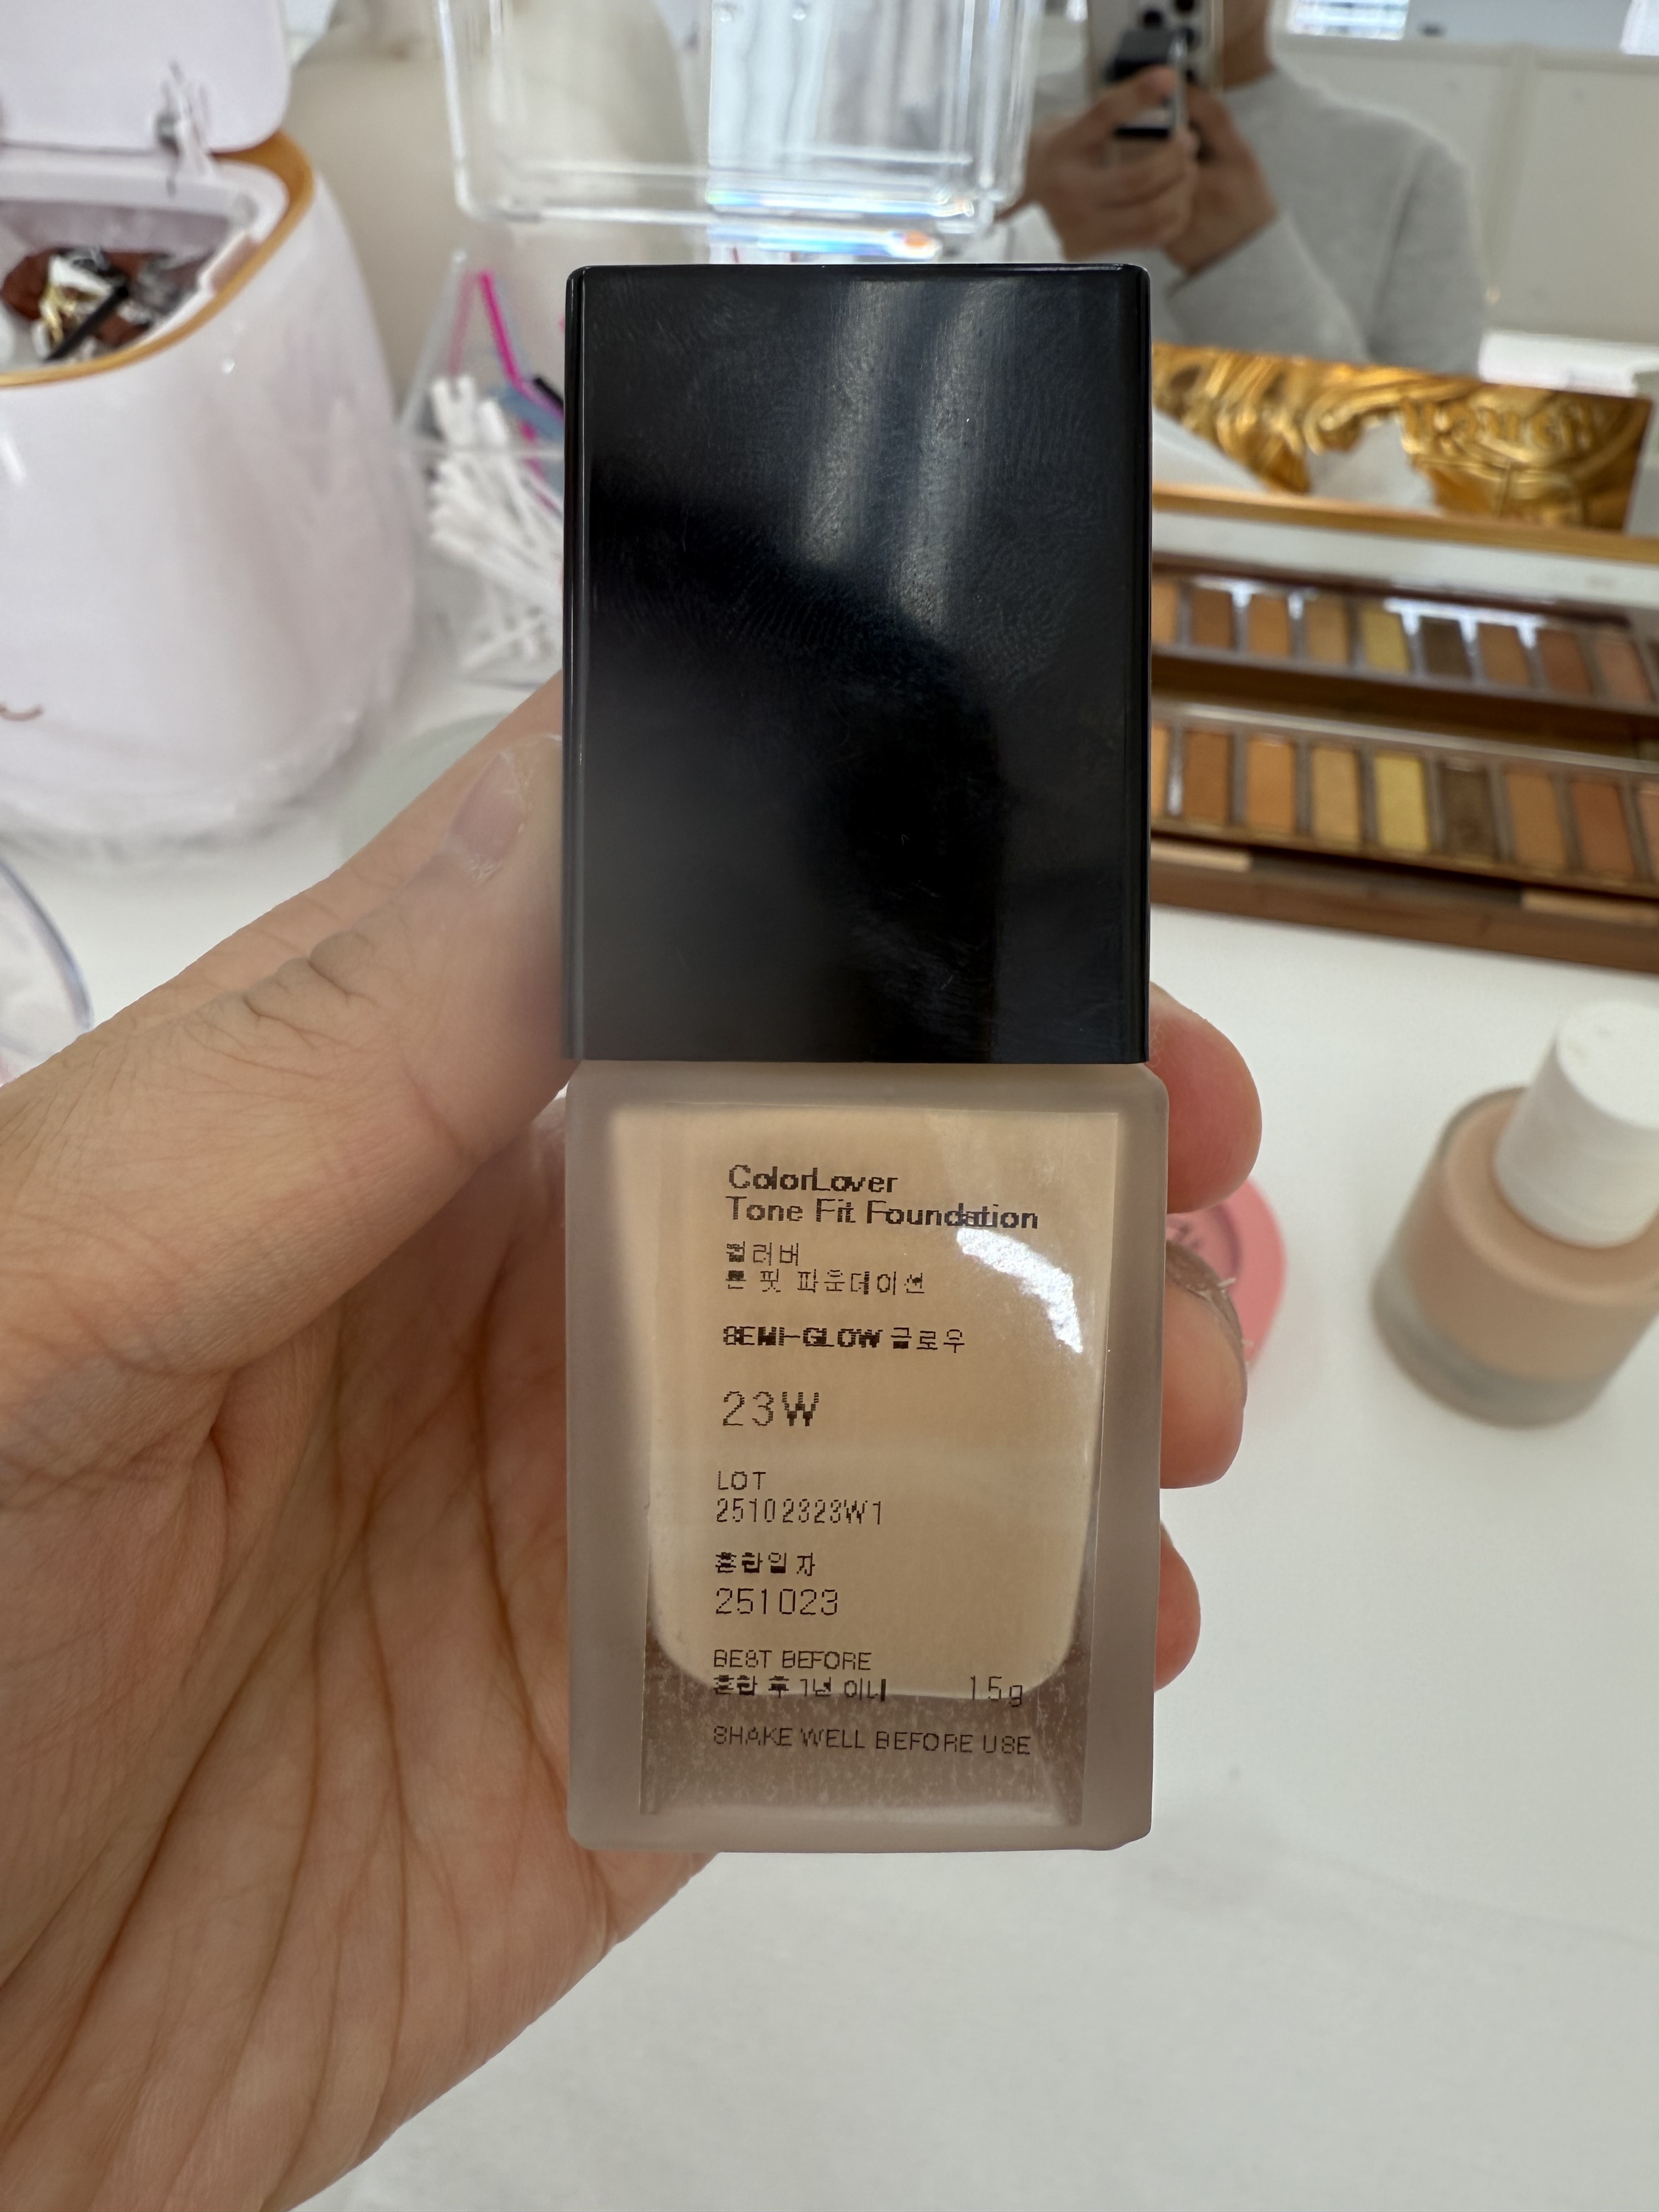 ColorLover
Tone Fit Foundation
컬러버
톤 핏 파운데이션
SEMI-GLOW 글로우
23W
LOT
25102323W1
혼합일자
251023
BEST BEFORE
혼합 후 1년 이내 15g
SHAKE WELL BEFORE USE